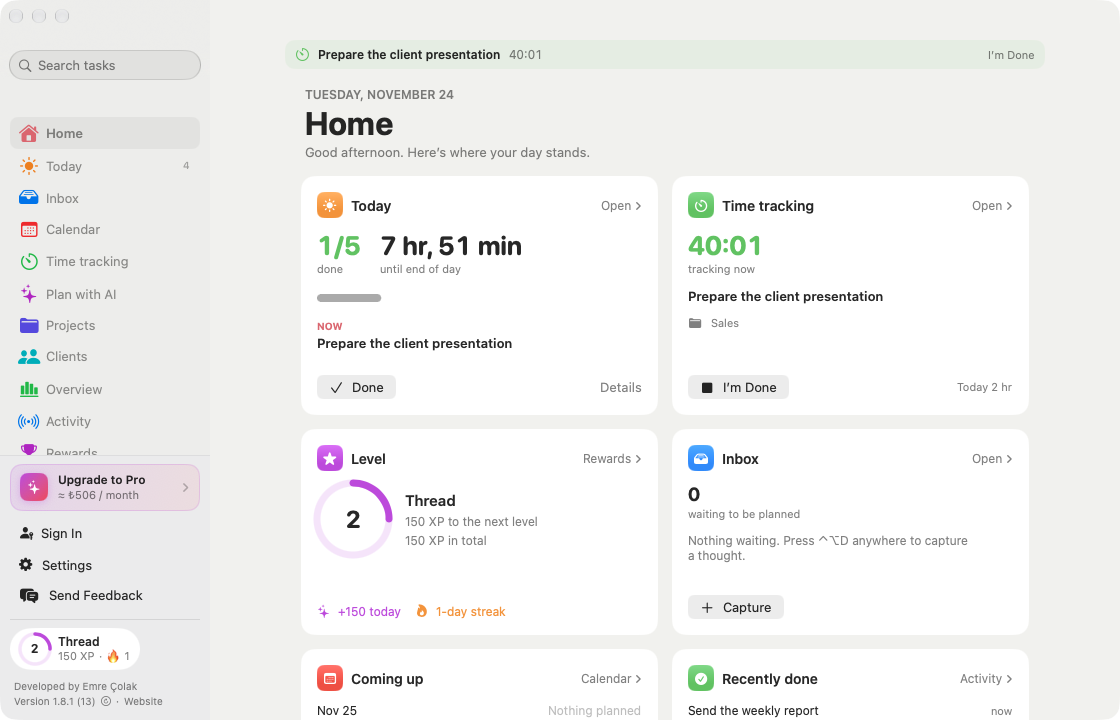 Search tasks
Home
Today 4
Inbox
Calendar
Time tracking
Plan with AI
Projects
Clients
Overview
Activity
Rewards
Upgrade to Pro
≈ ₺506 / month
Sign In
Settings
Send Feedback
2
Thread
150 XP · 🔥 1
Developed by Emre Çolak
Version 1.8.1 (13) © · Website
Prepare the client presentation 40:01 I'm Done
TUESDAY, NOVEMBER 24
Home
Good afternoon. Here's where your day stands.
Today Open >
1/5 7 hr, 51 min
done until end of day
NOW
Prepare the client presentation
Done Details
Time tracking Open >
40:01
tracking now
Prepare the client presentation
Sales
I'm Done Today 2 hr
Level Rewards >
2
Thread
150 XP to the next level
150 XP in total
+150 today 1-day streak
Inbox Open >
0
waiting to be planned
Nothing waiting. Press ⌃⌥D anywhere to capture
a thought.
+ Capture
Coming up Calendar >
Nov 25 Nothing planned
Recently done Activity >
Send the weekly report now